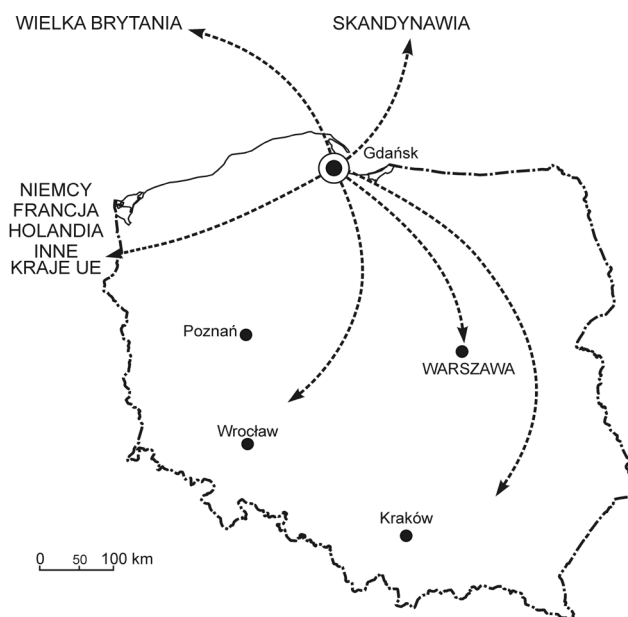 WIELKA BRYTANIA
SKANDYNAWIA
Gdańsk
NIEMCY
FRANCJA
HOLANDIA
INNE
KRAJE UE
Poznań
WARSZAWA
Wrocław
Kraków
0 50 100 km